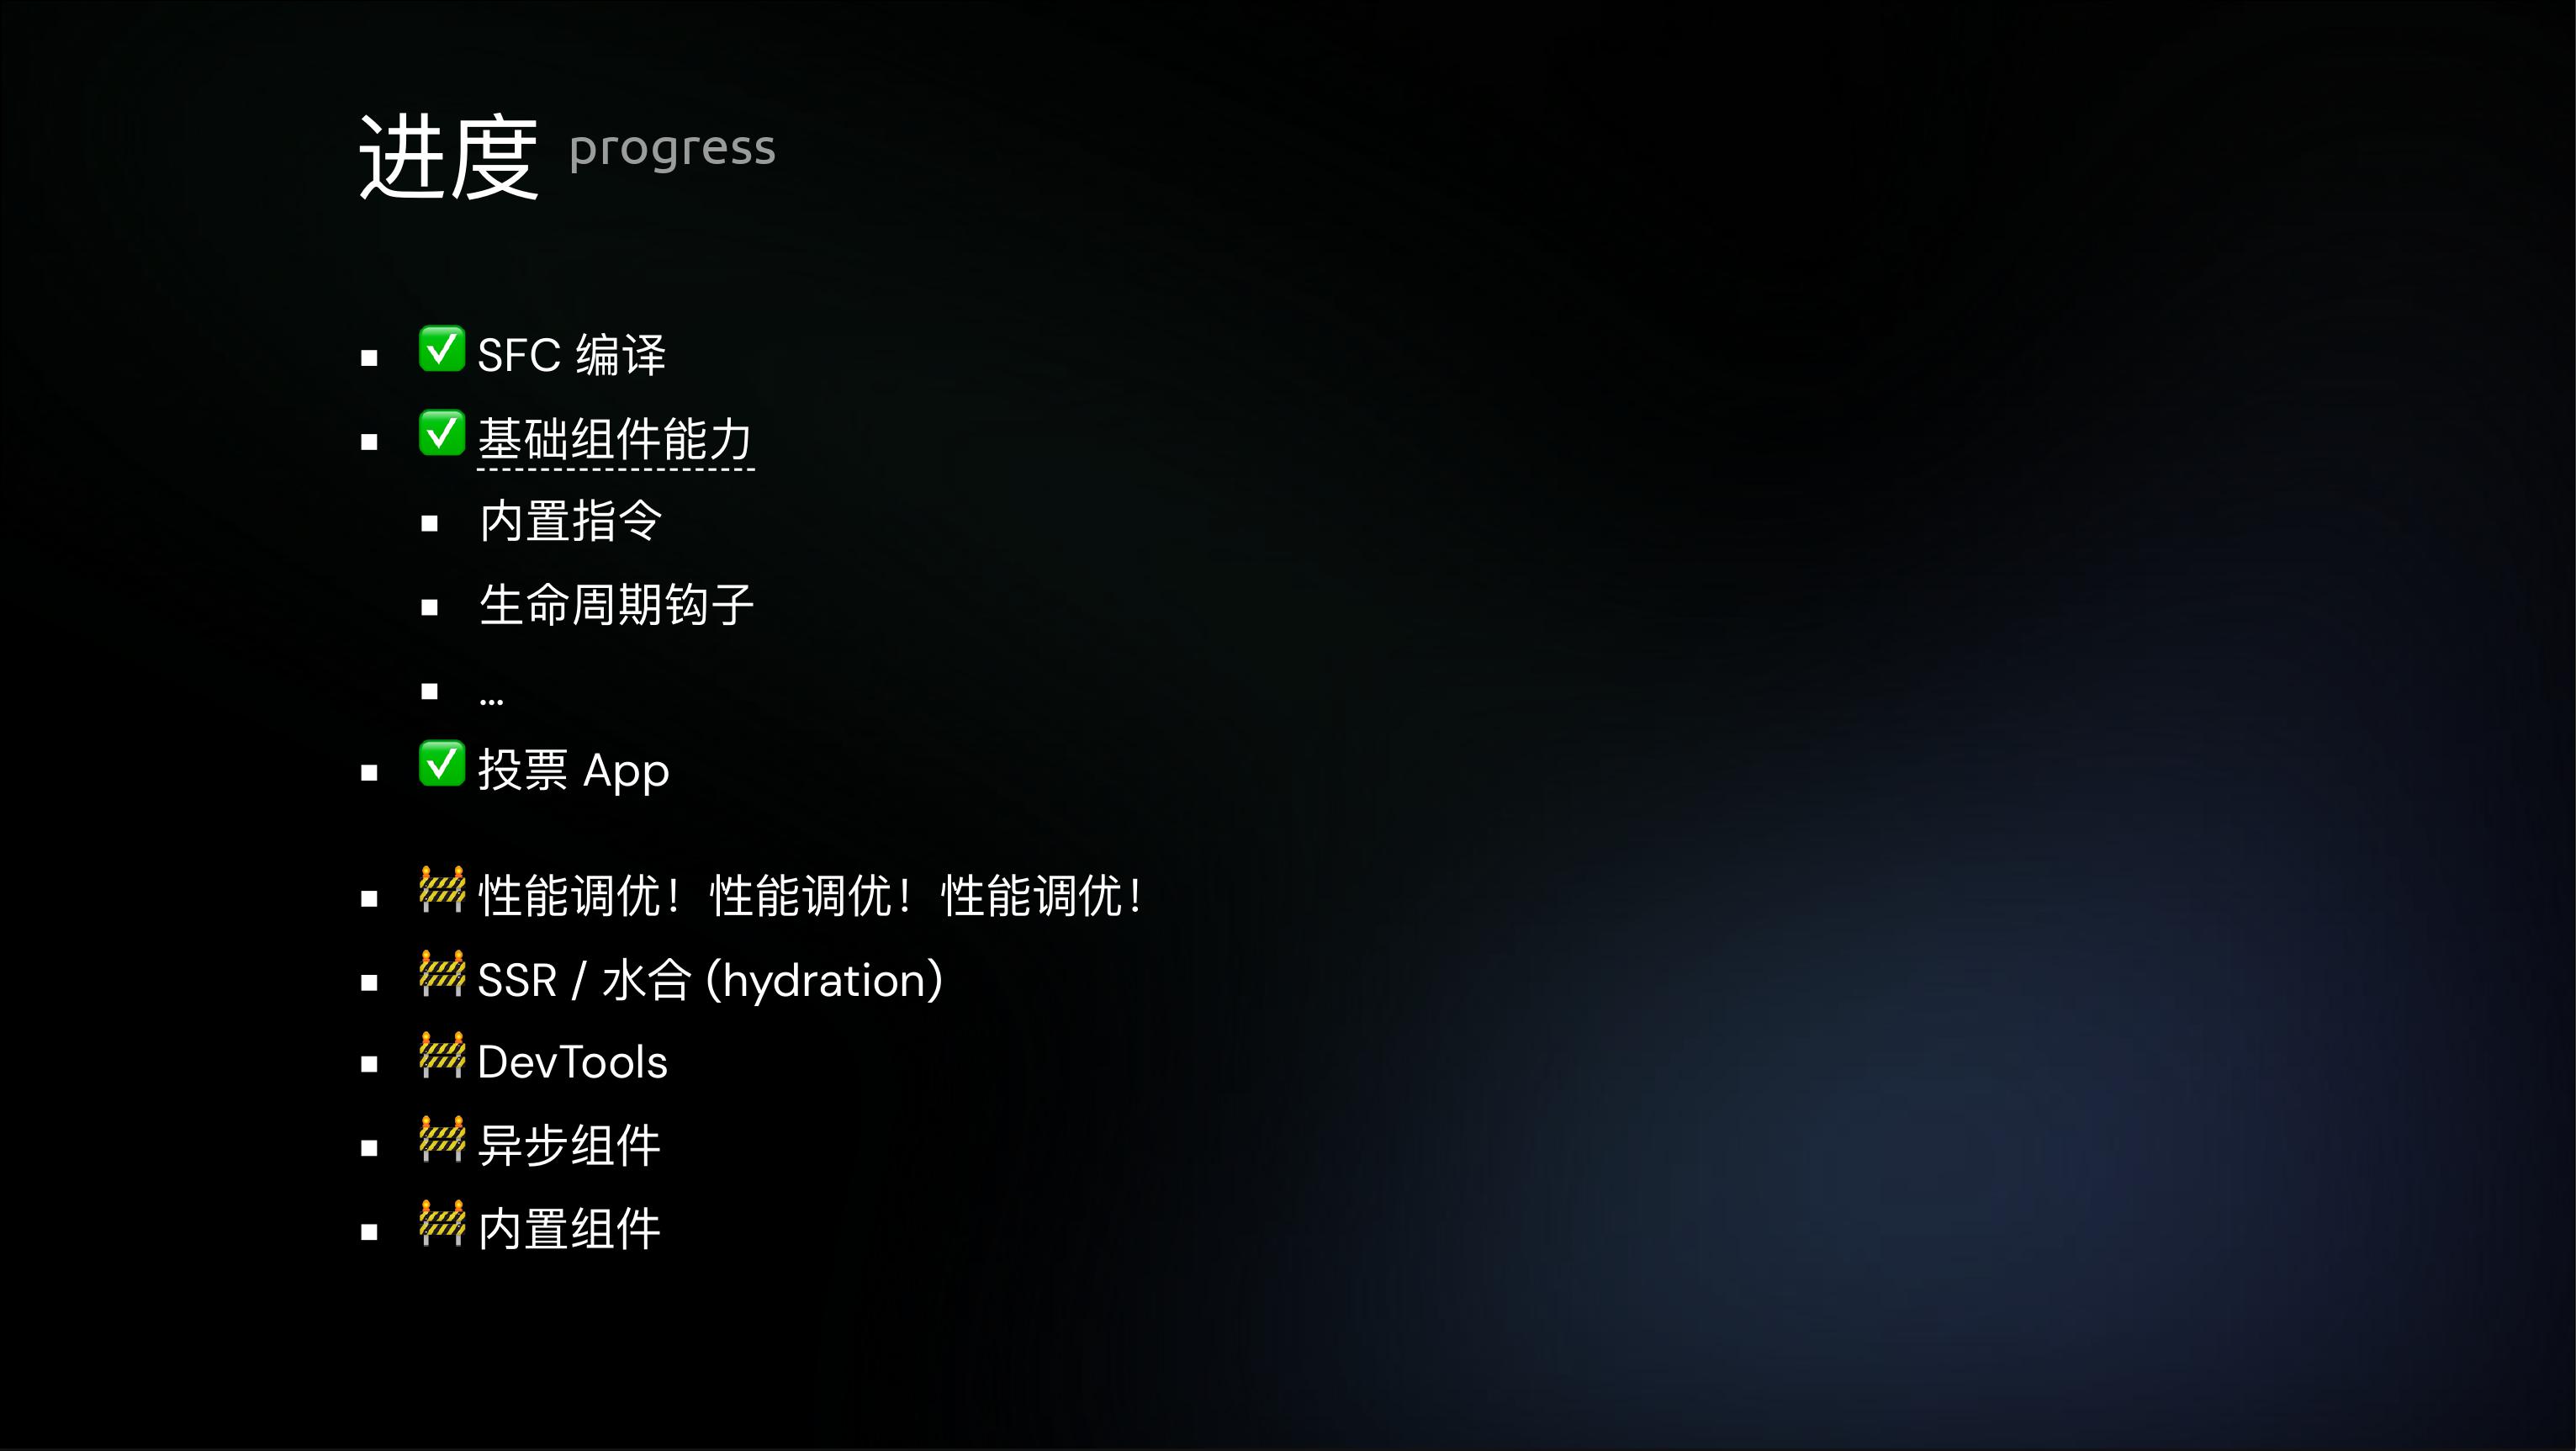 进度 progress
✅ SFC 编译
✅ 基础组件能力
内置指令
生命周期钩子
...
✅ 投票 App
🚧 性能调优！性能调优！性能调优！
🚧 SSR / 水合 (hydration)
🚧 DevTools
🚧 异步组件
🚧 内置组件